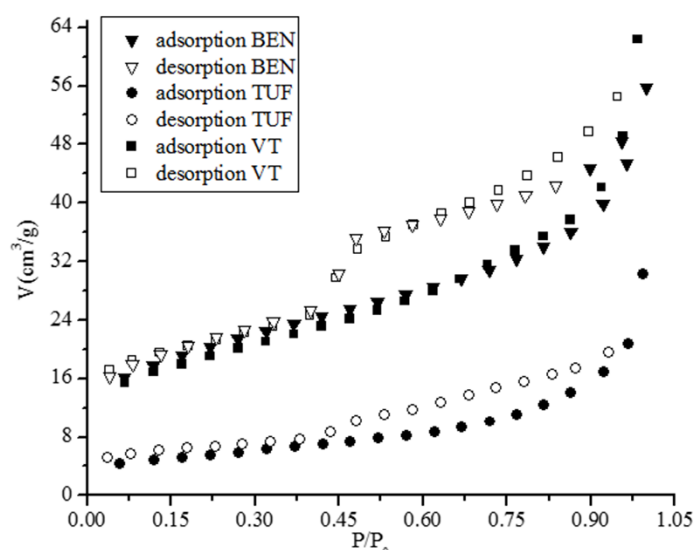 64
56
48
40
32
24
16
8
0
V(cm³/g)
adsorption BEN
desorption BEN
adsorption TUF
desorption TUF
adsorption VT
desorption VT
0.00 0.15 0.30 0.45 0.60 0.75 0.90 1.05
P/P₀